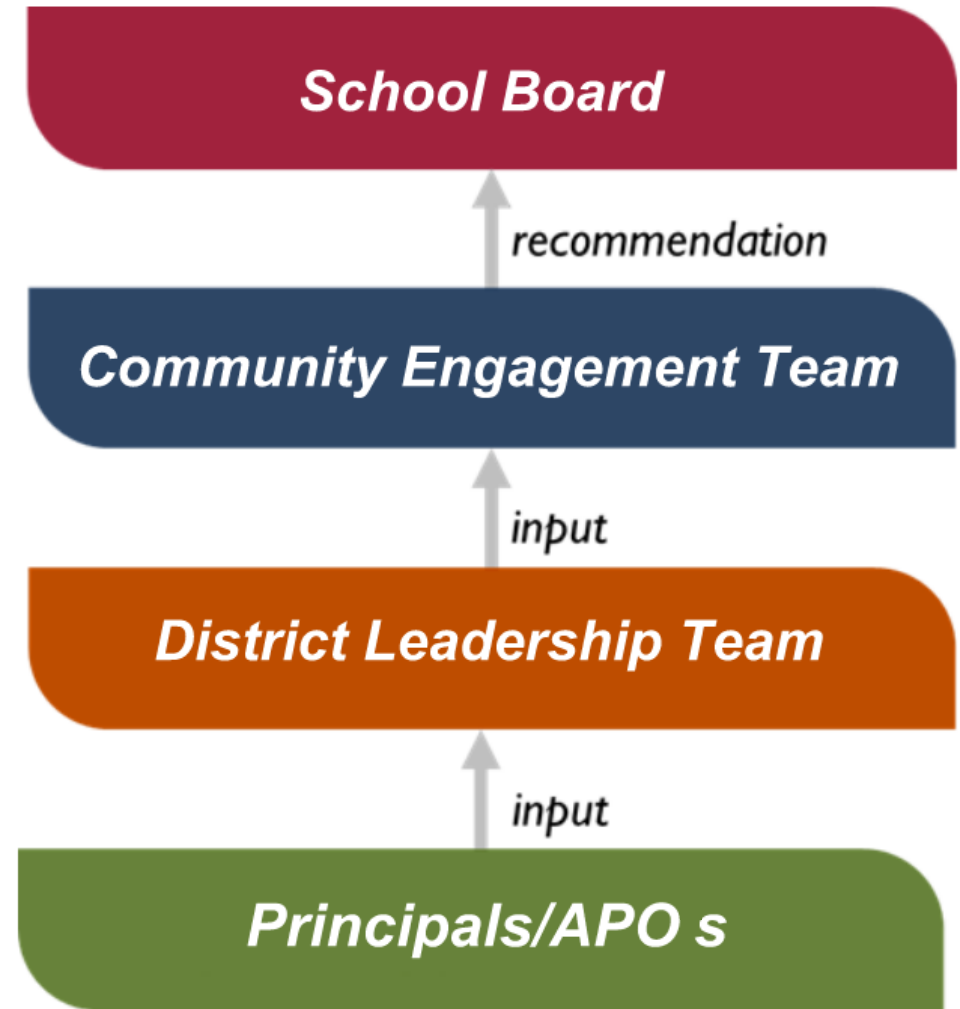 School Board
recommendation
Community Engagement Team
input
District Leadership Team
input
Principals/APO s